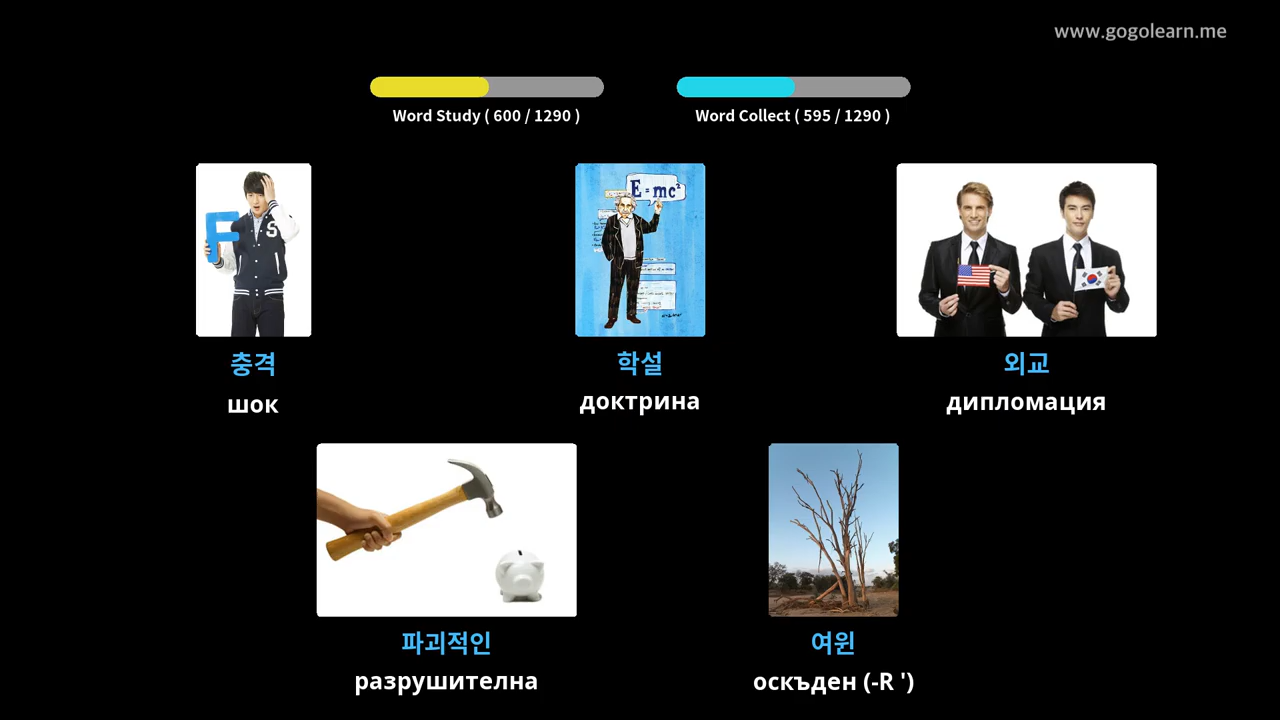 www.gogolearn.me
Word Study ( 600 / 1290 )
Word Collect ( 595 / 1290 )
F
S
E=mc²
충격
학설
외교
шок
доктрина
дипломация
파괴적인
여윈
разрушителна
оскъден (-R ')